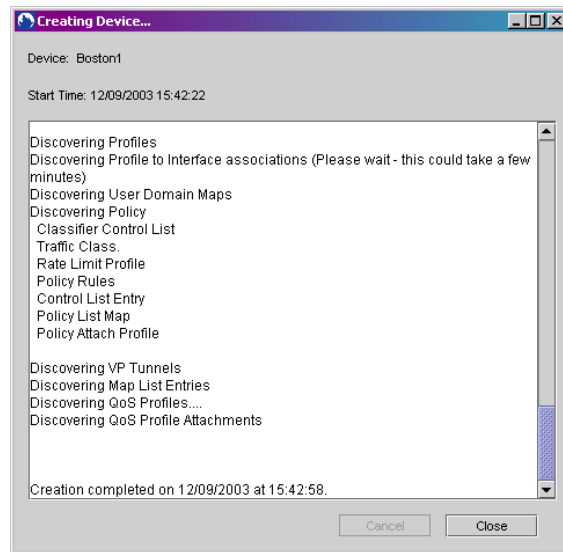 Creating Device...
Device: Boston1
Start Time: 12/09/2003 15:42:22
Discovering Profiles
Discovering Profile to Interface associations (Please wait - this could take a few
minutes)
Discovering User Domain Maps
Discovering Policy
Classifier Control List
Traffic Class.
Rate Limit Profile
Policy Rules
Control List Entry
Policy List Map
Policy Attach Profile
Discovering VP Tunnels
Discovering Map List Entries
Discovering QoS Profiles....
Discovering QoS Profile Attachments
Creation completed on 12/09/2003 at 15:42:58.
Cancel Close